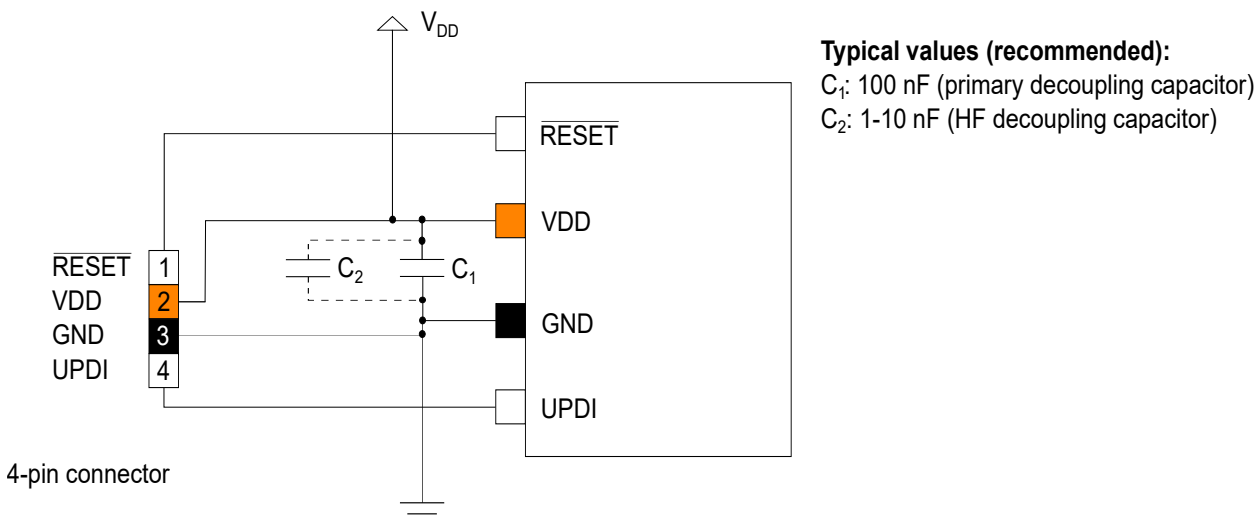 V_DD
Typical values (recommended):
C₁: 100 nF (primary decoupling capacitor)
C₂: 1-10 nF (HF decoupling capacitor)
RESET
VDD
C₂
C₁
GND
UPDI
RESET 1
VDD 2
GND 3
UPDI 4
4-pin connector